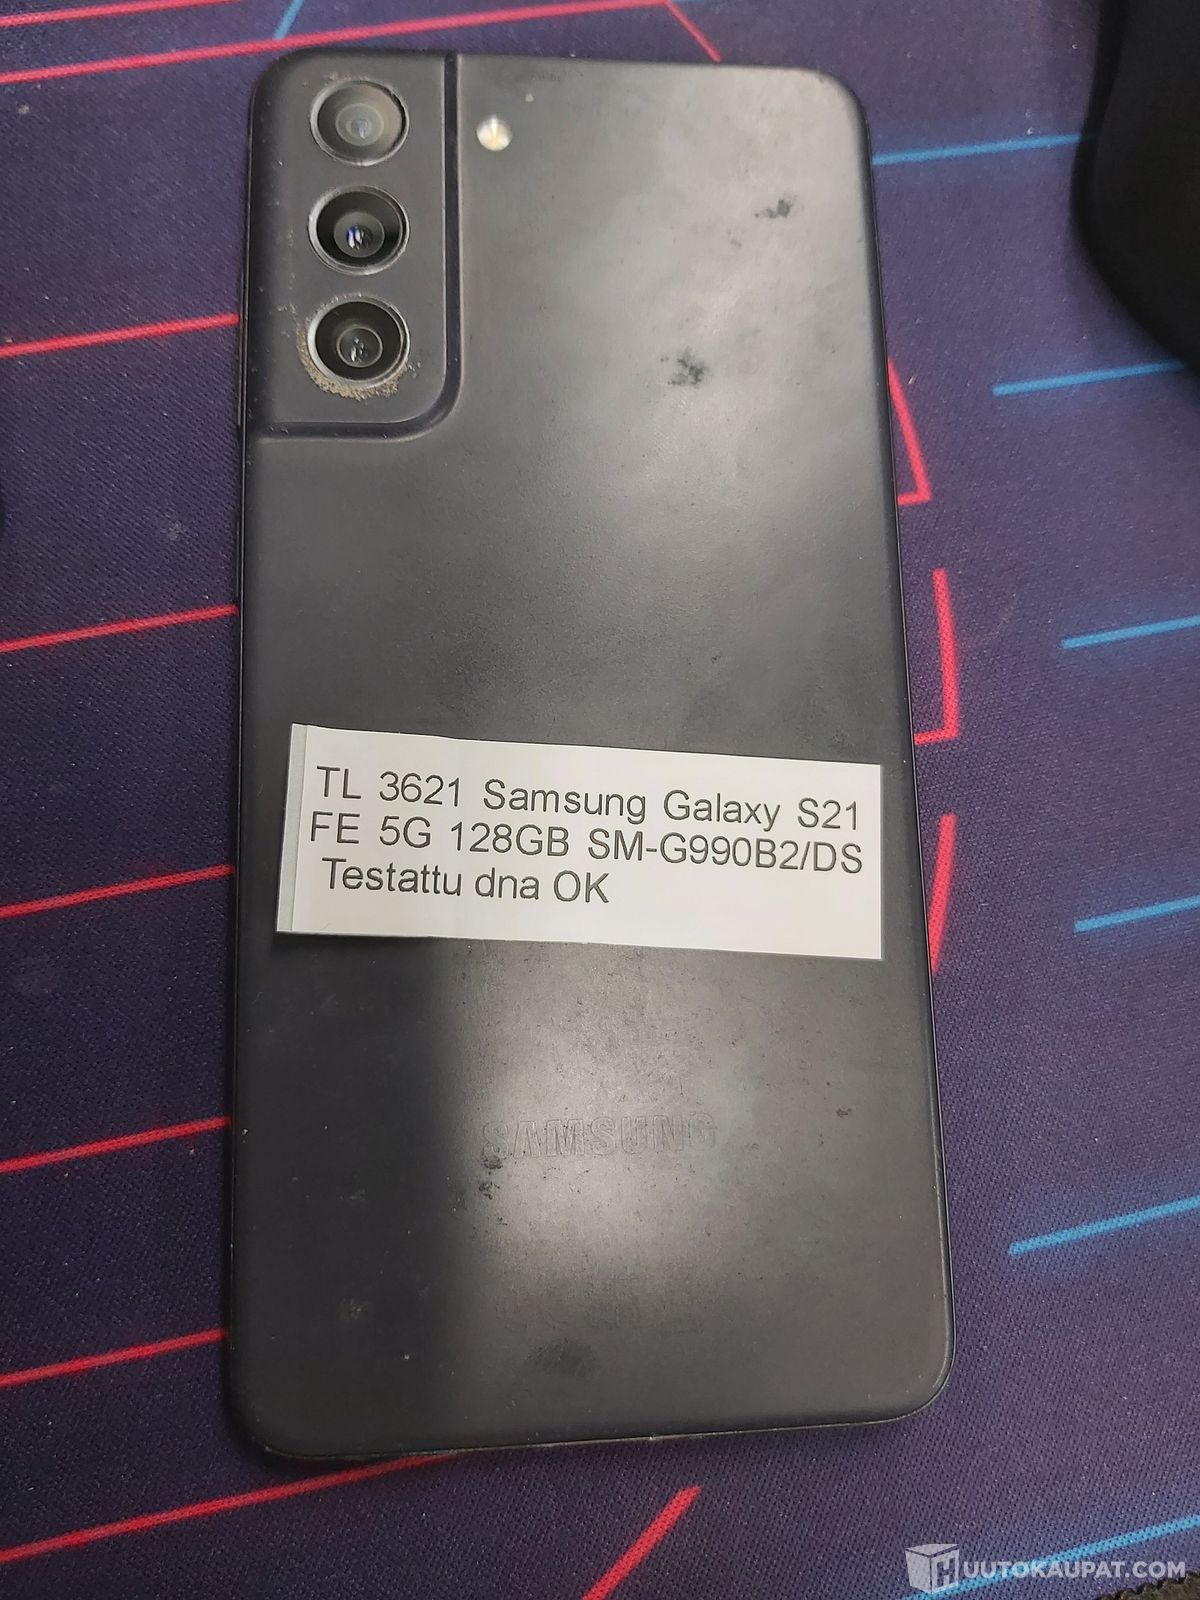 TL 3621 Samsung Galaxy S21
FE 5G 128GB SM-G990B2/DS
Testattu dna OK
SAMSUNG
HUUTOKAUPAT.COM